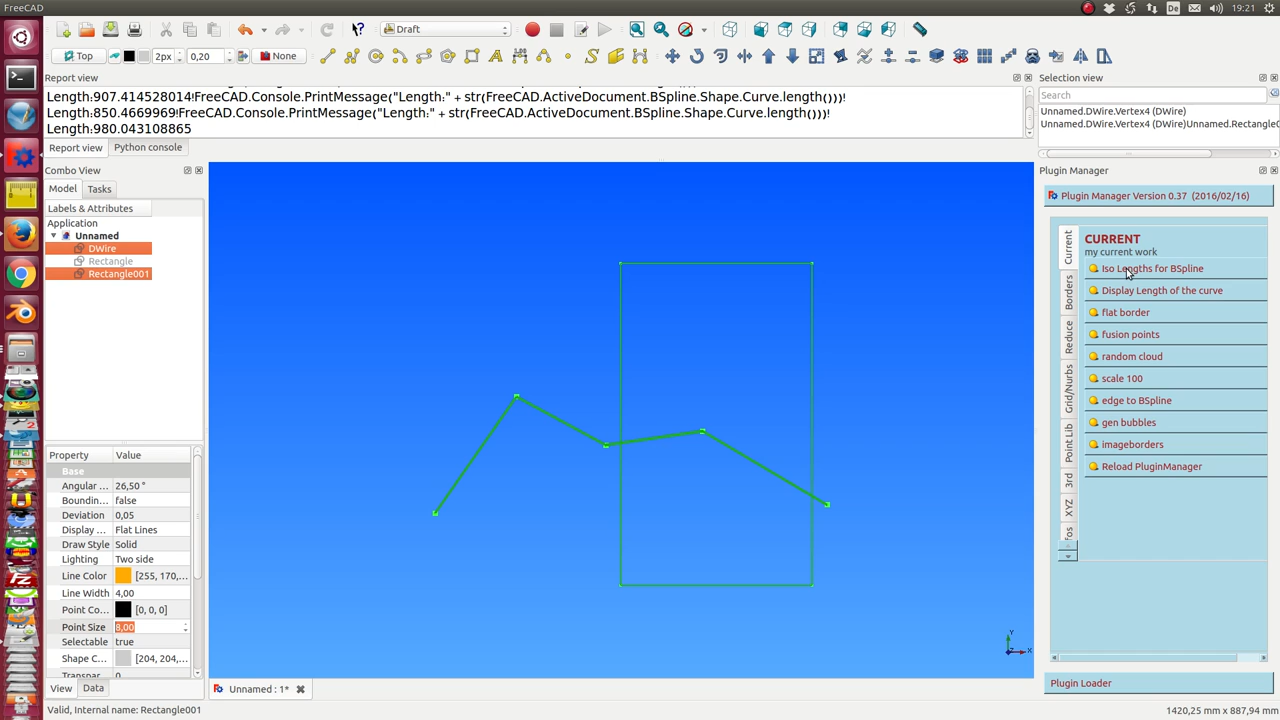 FreeCAD
De
19:21
Draft
Top
2px
0,20
None
Report view
Length:907.414528014!FreeCAD.Console.PrintMessage("Length:" + str(FreeCAD.ActiveDocument.BSpline.Shape.Curve.length()))!
Length:850.4669969!FreeCAD.Console.PrintMessage("Length:" + str(FreeCAD.ActiveDocument.BSpline.Shape.Curve.length()))!
Length:980.043108865
Report view
Python console
Selection view
Search
Unnamed.DWire.Vertex4 (DWire)
Unnamed.DWire.Vertex4 (DWire)Unnamed.Rectangle0
Combo View
Model
Tasks
Labels & Attributes
Application
Unnamed
DWire
Rectangle
Rectangle001
Property
Value
Base
Angular ...
26,50 °
Boundin...
false
Deviation
0,05
Display ...
Flat Lines
Draw Style
Solid
Lighting
Two side
Line Color
[255, 170,...
Line Width
4,00
Point Co...
[0, 0, 0]
Point Size
8,00
Selectable
true
Shape C...
[204, 204,...
Transpar
0
View
Data
Y
Z
X
Unnamed : 1*
Plugin Manager
Plugin Manager Version 0.37 (2016/02/16)
Current
Borders
Reduce
Grid/Nurbs
Point Lib
3rd
XYZ
CURRENT
my current work
Iso Lengths for BSpline
Display Length of the curve
flat border
fusion points
random cloud
scale 100
edge to BSpline
gen bubbles
imageborders
Reload PluginManager
Plugin Loader
Valid, Internal name: Rectangle001
1420,25 mm x 887,94 mm